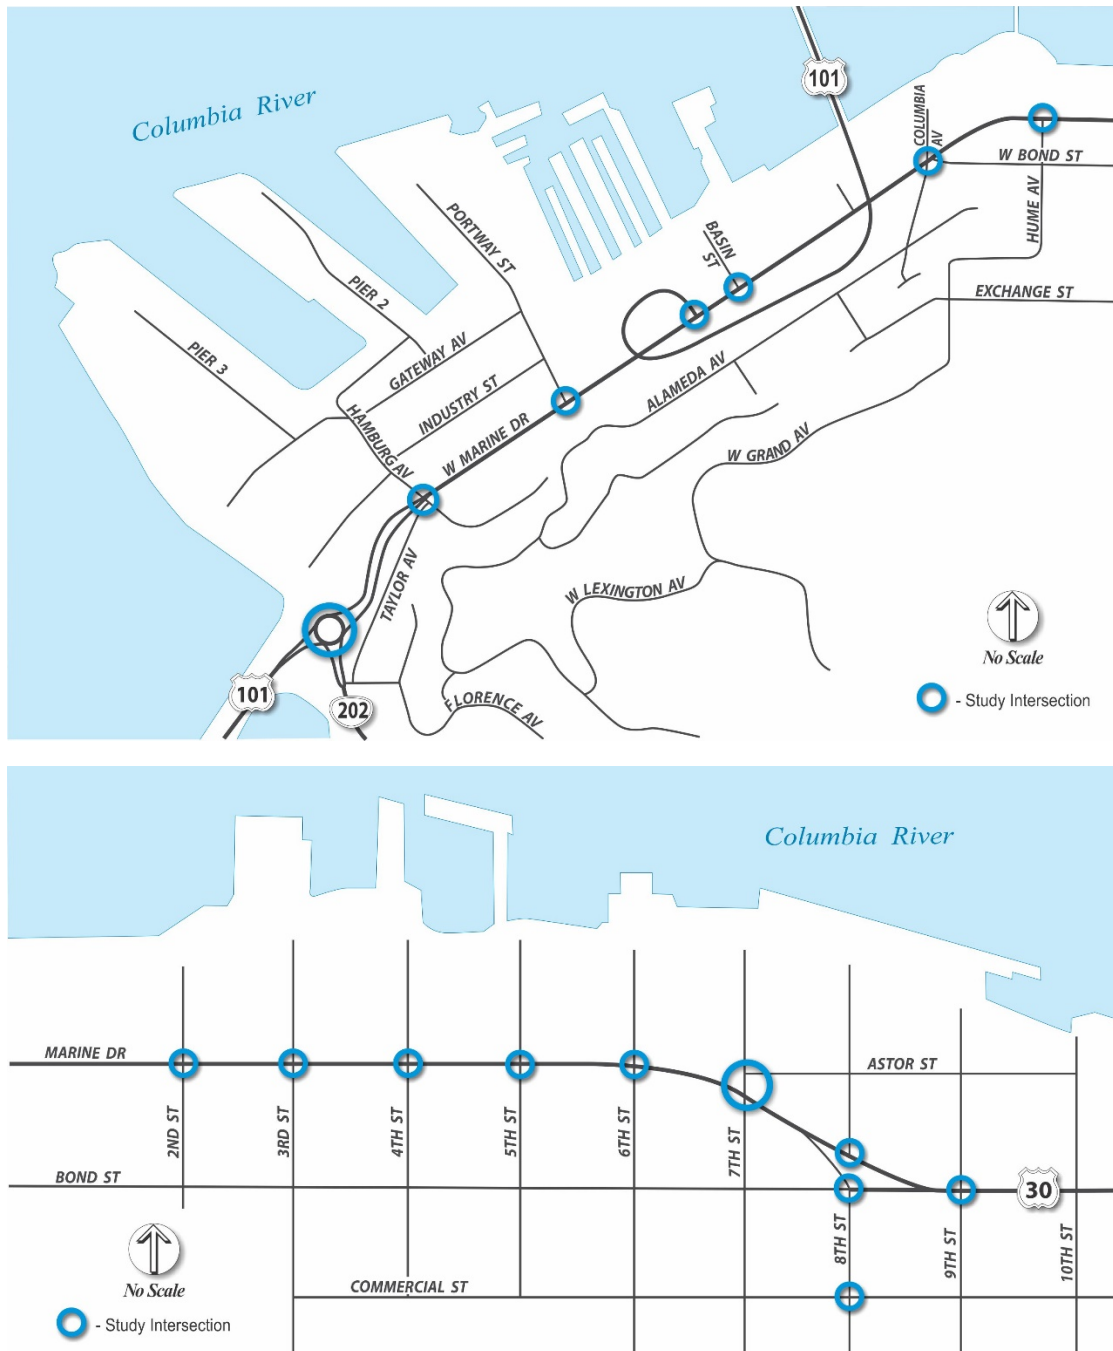 Columbia River
101
COLUMBIA
AV
W BOND ST
HUME AV
PORTWAY ST
BASIN
ST
PIER 2
EXCHANGE ST
GATEWAY AV
PIER 3
INDUSTRY ST
ALAMEDA AV
HAMBURG AV
W MARINE DR
W GRAND AV
TAYLOR AV
W LEXINGTON AV
No Scale
101
202
FLORENCE AV
- Study Intersection
Columbia River
MARINE DR
ASTOR ST
2ND ST
3RD ST
4TH ST
5TH ST
6TH ST
7TH ST
BOND ST
30
8TH ST
9TH ST
10TH ST
No Scale
COMMERCIAL ST
- Study Intersection